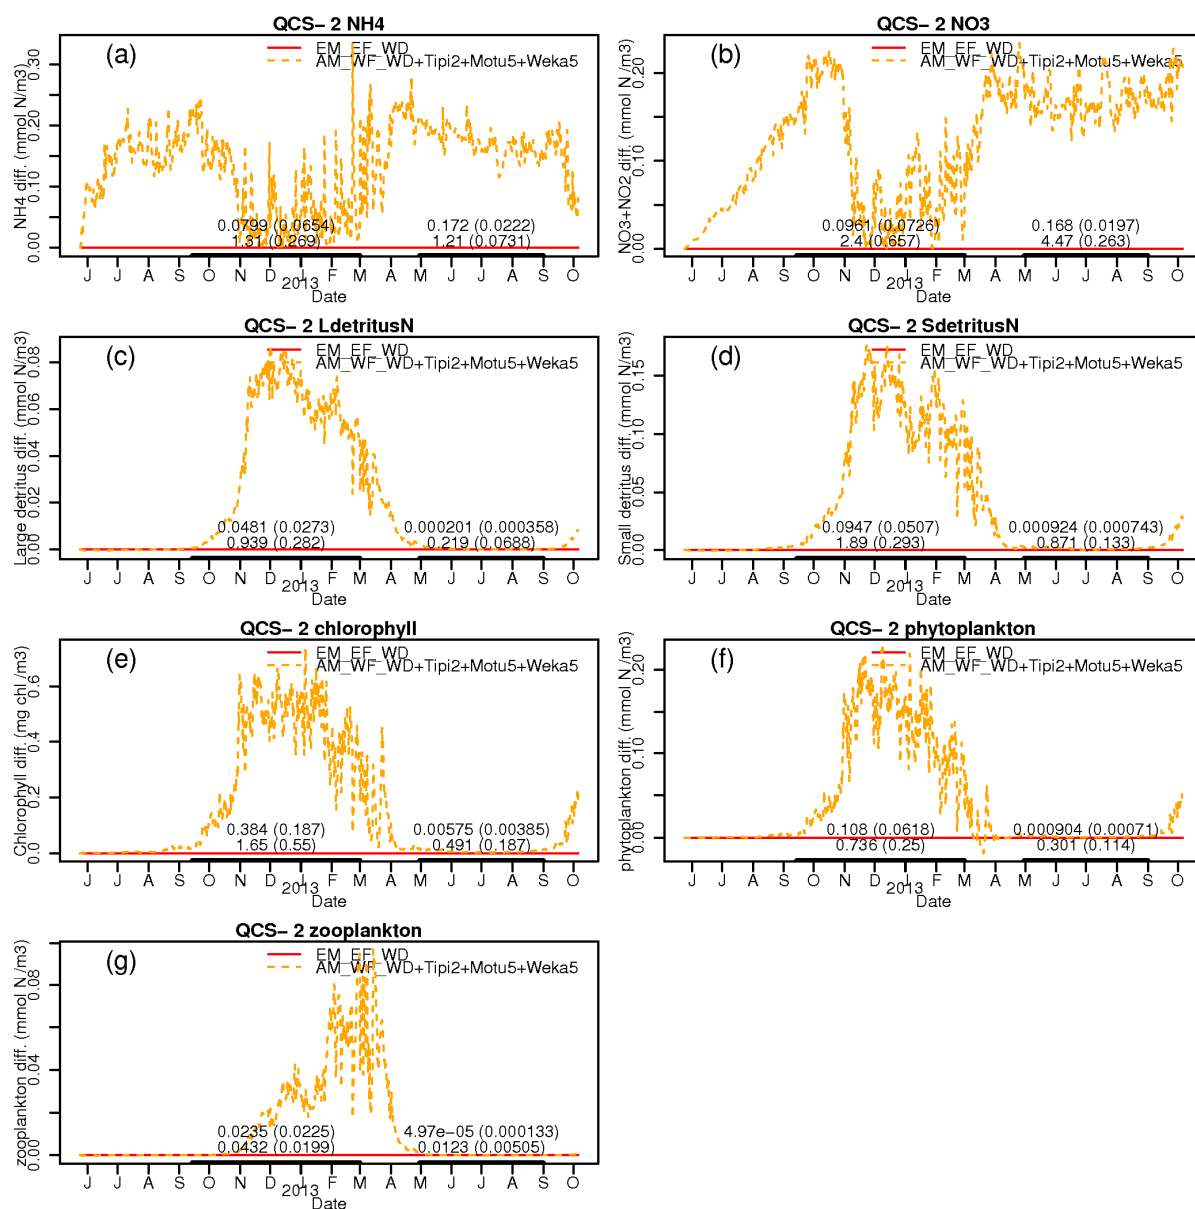 QCS− 2 NH4
(a)
EM_EF_WD
AM_WF_WD+Tipi2+Motu5+Weka5
NH4 diff. (mmol N/m3)
0.00 0.10 0.20 0.30
0.0799 (0.0654) 0.172 (0.0222)
1.31 (0.269) 1.21 (0.0731)
J J A S O N D J F M A M J J A S O
2013
Date
QCS− 2 NO3
(b)
EM_EF_WD
AM_WF_WD+Tipi2+Motu5+Weka5
NO3+NO2 diff. (mmol N /m3)
0.00 0.10 0.20
0.0961 (0.0726) 0.168 (0.0197)
2.4 (0.657) 4.47 (0.263)
J J A S O N D J F M A M J J A S O
2013
Date
QCS− 2 LdetritusN
(c)
EM_EF_WD
AM_WF_WD+Tipi2+Motu5+Weka5
Large detritus diff. (mmol N/m3)
0.00 0.02 0.04 0.06 0.08
0.0481 (0.0273) 0.000201 (0.000358)
0.939 (0.282) 0.219 (0.0688)
J J A S O N D J F M A M J J A S O
2013
Date
QCS− 2 SdetritusN
(d)
EM_EF_WD
AM_WF_WD+Tipi2+Motu5+Weka5
Small detritus diff. (mmol N/m3)
0.00 0.05 0.10 0.15
0.0947 (0.0507) 0.000924 (0.000743)
1.89 (0.293) 0.871 (0.133)
J J A S O N D J F M A M J J A S O
2013
Date
QCS− 2 chlorophyll
(e)
EM_EF_WD
AM_WF_WD+Tipi2+Motu5+Weka5
Chlorophyll diff. (mg chl /m3)
0.0 0.2 0.4 0.6
0.384 (0.187) 0.00575 (0.00385)
1.65 (0.55) 0.491 (0.187)
J J A S O N D J F M A M J J A S O
2013
Date
QCS− 2 phytoplankton
(f)
EM_EF_WD
AM_WF_WD+Tipi2+Motu5+Weka5
phytoplankton diff. (mmol N/m3)
0.00 0.10 0.20
0.108 (0.0618) 0.000904 (0.00071)
0.736 (0.25) 0.301 (0.114)
J J A S O N D J F M A M J J A S O
2013
Date
QCS− 2 zooplankton
(g)
EM_EF_WD
AM_WF_WD+Tipi2+Motu5+Weka5
zooplankton diff. (mmol N /m3)
0.00 0.04 0.08
0.0235 (0.0225) 4.97e−05 (0.000133)
0.0432 (0.0199) 0.0123 (0.00505)
J J A S O N D J F M A M J J A S O
2013
Date